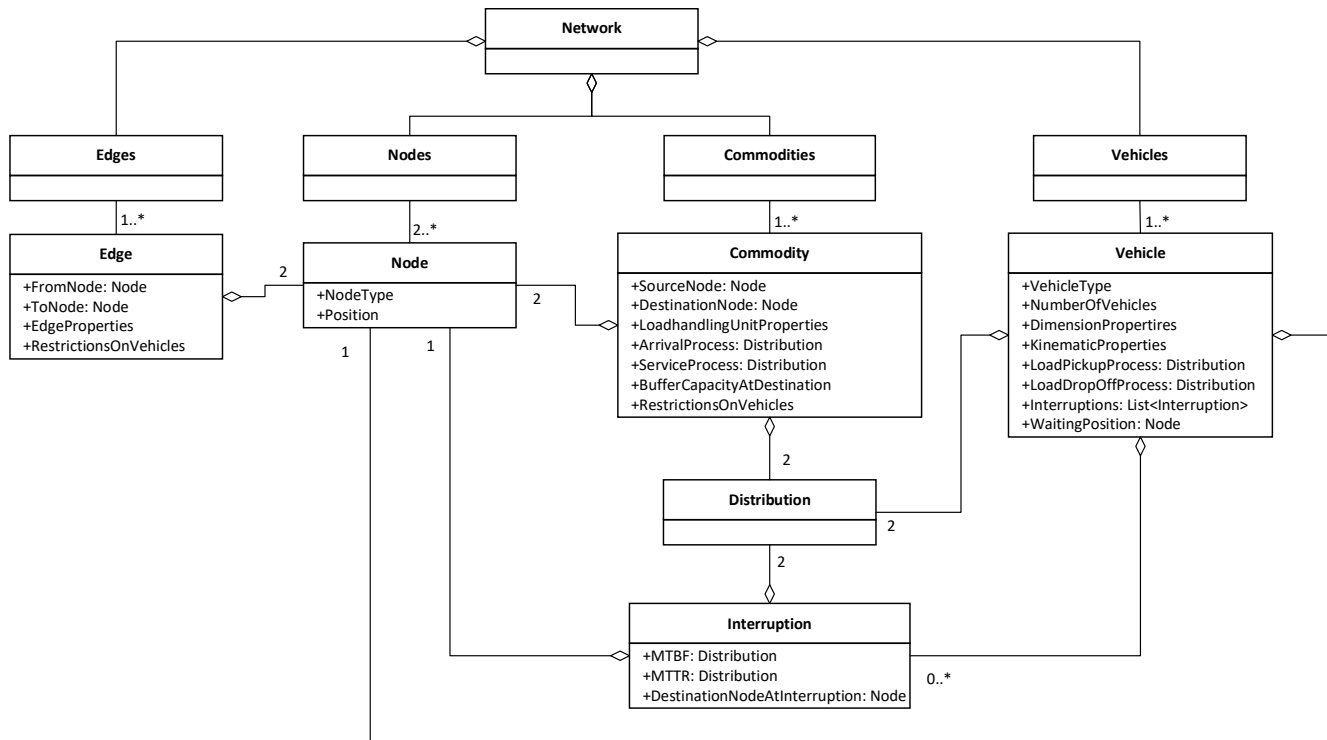 Network
Edges
Nodes
Commodities
Vehicles
1..*
2..*
1..*
1..*
Edge
+FromNode: Node
+ToNode: Node
+EdgeProperties
+RestrictionsOnVehicles
2
Node
+NodeType
+Position
1
1
2
Commodity
+SourceNode: Node
+DestinationNode: Node
+LoadhandlingUnitProperties
+ArrivalProcess: Distribution
+ServiceProcess: Distribution
+BufferCapacityAtDestination
+RestrictionsOnVehicles
Vehicle
+VehicleType
+NumberOfVehicles
+DimensionPropertires
+KinematicProperties
+LoadPickupProcess: Distribution
+LoadDropOffProcess: Distribution
+Interruptions: List<Interruption>
+WaitingPosition: Node
2
Distribution
2
2
Interruption
+MTBF: Distribution
+MTTR: Distribution
+DestinationNodeAtInterruption: Node
0..*